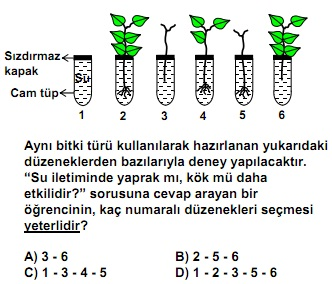 Sızdırmaz
kapak
Su
Cam tüp
1 2 3 4 5 6
Aynı bitki türü kullanılarak hazırlanan yukarıdaki
düzeneklerden bazılarıyla deney yapılacaktır.
“Su iletiminde yaprak mı, kök mü daha
etkilidir?” sorusuna cevap arayan bir
öğrencinin, kaç numaralı düzenekleri seçmesi
yeterlidir?
A) 3 - 6 B) 2 - 5 - 6
C) 1 - 3 - 4 - 5 D) 1 - 2 - 3 - 5 - 6